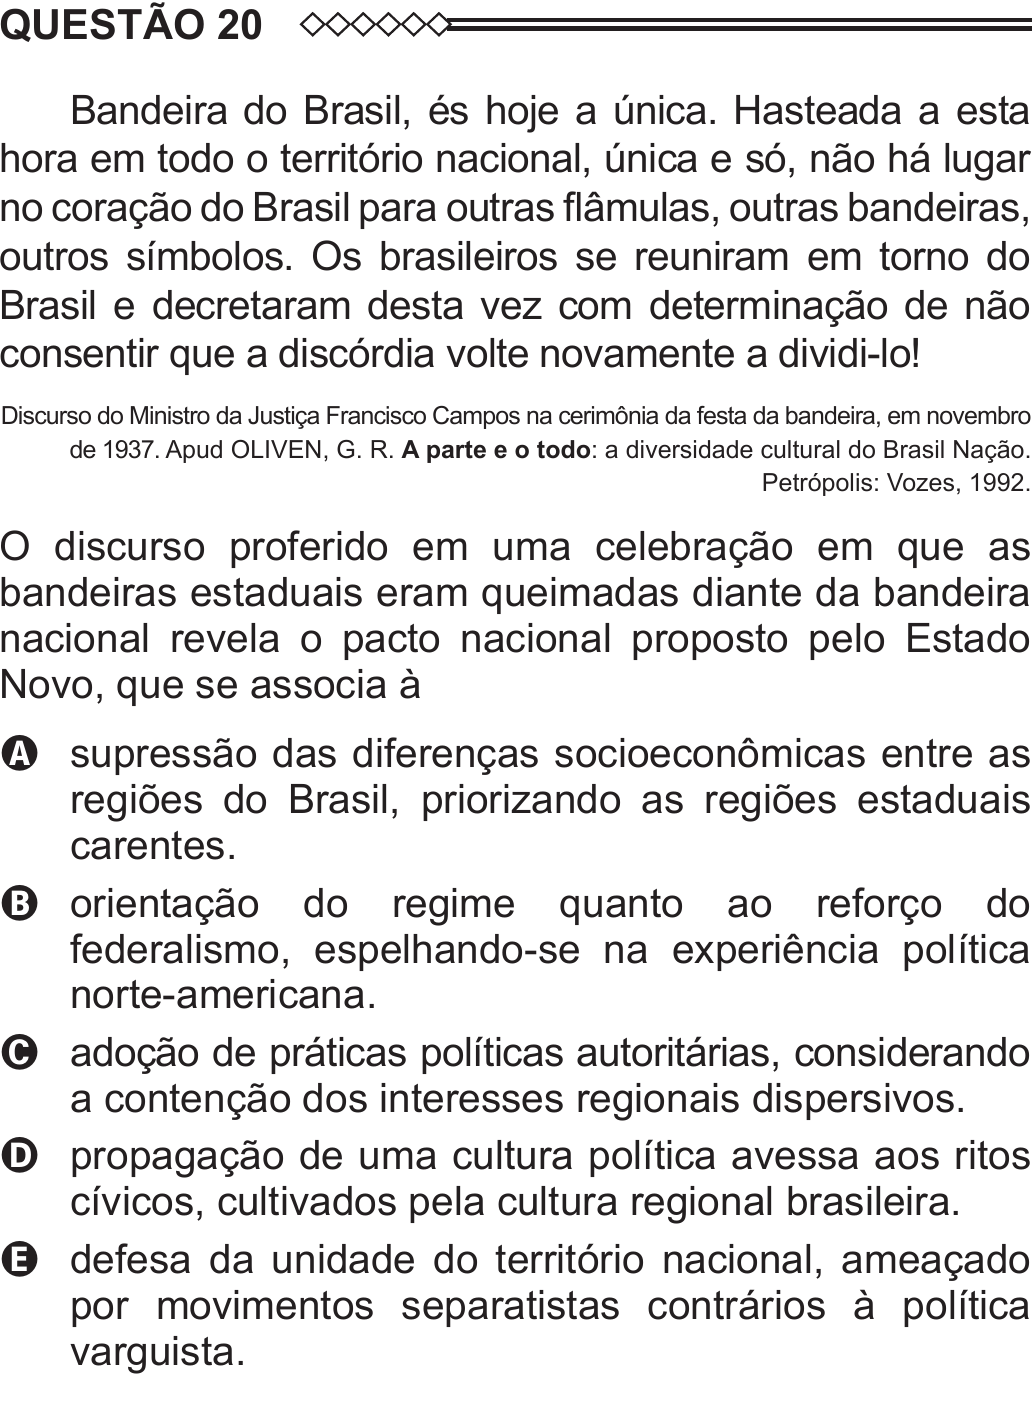 QUESTÃO 20
Bandeira do Brasil, és hoje a única. Hasteada a esta
hora em todo o território nacional, única e só, não há lugar
no coração do Brasil para outras flâmulas, outras bandeiras,
outros símbolos. Os brasileiros se reuniram em torno do
Brasil e decretaram desta vez com determinação de não
consentir que a discórdia volte novamente a dividi-lo!
Discurso do Ministro da Justiça Francisco Campos na cerimônia da festa da bandeira, em novembro
de 1937. Apud OLIVEN, G. R. A parte e o todo: a diversidade cultural do Brasil Nação.
Petrópolis: Vozes, 1992.
O discurso proferido em uma celebração em que as
bandeiras estaduais eram queimadas diante da bandeira
nacional revela o pacto nacional proposto pelo Estado
Novo, que se associa à
A supressão das diferenças socioeconômicas entre as
regiões do Brasil, priorizando as regiões estaduais
carentes.
B orientação do regime quanto ao reforço do
federalismo, espelhando-se na experiência política
norte-americana.
C adoção de práticas políticas autoritárias, considerando
a contenção dos interesses regionais dispersivos.
D propagação de uma cultura política avessa aos ritos
cívicos, cultivados pela cultura regional brasileira.
E defesa da unidade do território nacional, ameaçado
por movimentos separatistas contrários à política
varguista.